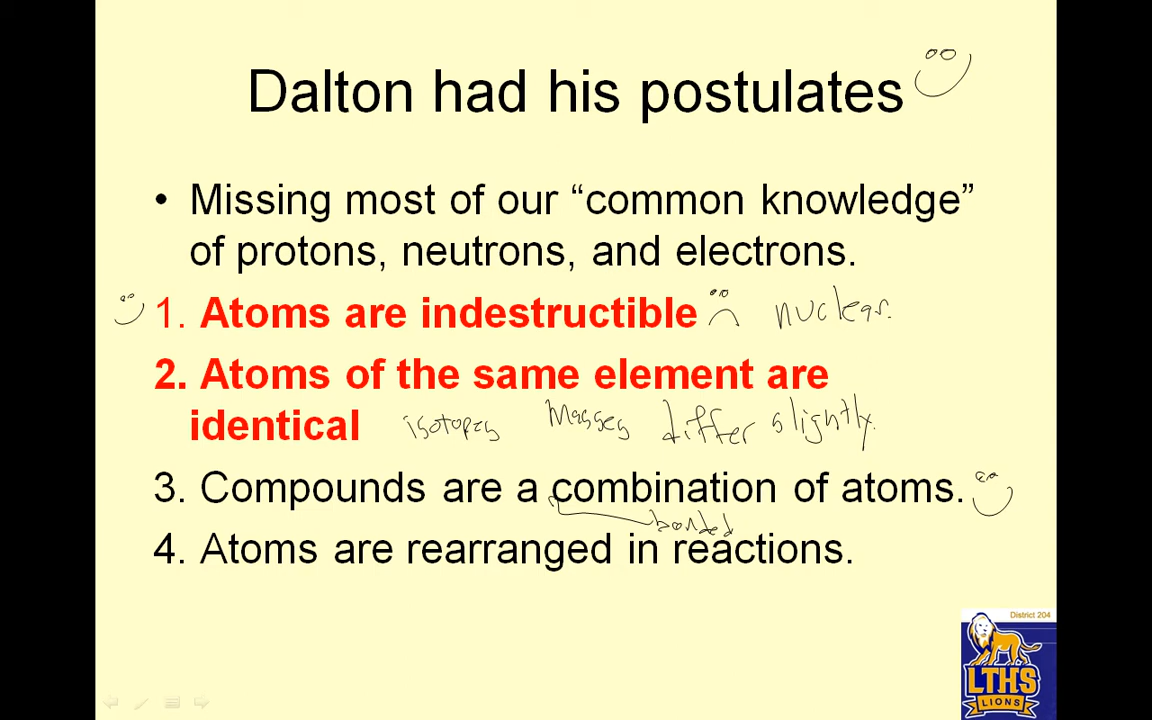 Dalton had his postulates
• Missing most of our “common knowledge”
of protons, neutrons, and electrons.
1. Atoms are indestructible nuclear.
2. Atoms of the same element are
identical isotopes Masses differ slightly.
3. Compounds are a combination of atoms.
bonded
4. Atoms are rearranged in reactions.
District 204
LTHS
LIONS